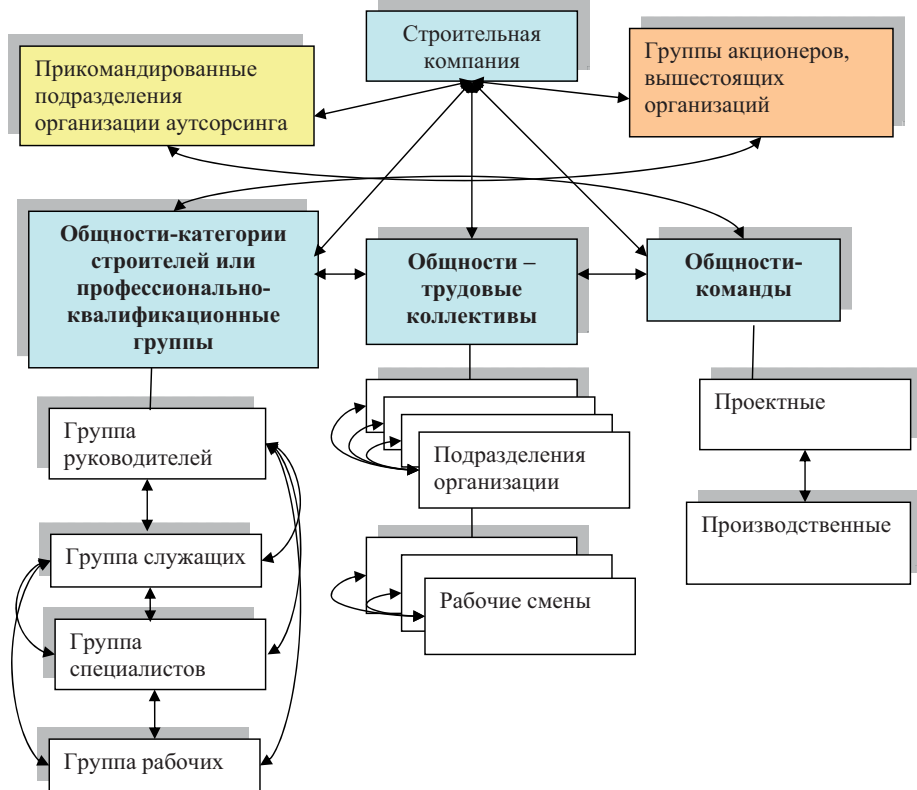 Строительная
компания
Прикомандированные
подразделения
организации аутсорсинга
Группы акционеров,
вышестоящих
организаций
Общности-категории
строителей или
профессионально-
квалификационные
группы
Общности –
трудовые
коллективы
Общности-
команды
Группа
руководителей
Группа служащих
Группа
специалистов
Группа рабочих
Подразделения
организации
Рабочие смены
Проектные
Производственные